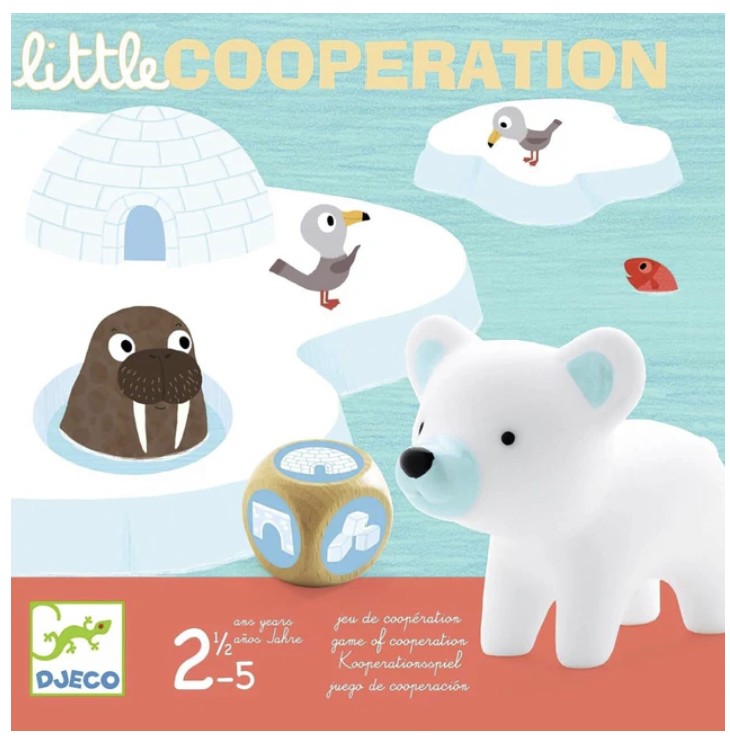 little COOPERATION
ans years
años Jahre
2 ½ -5
jeu de coopération
game of cooperation
Kooperationsspiel
juego de cooperación
DJECO